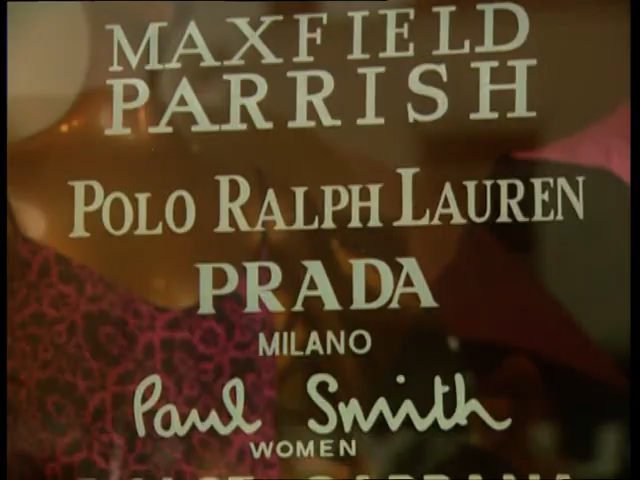 MAXFIELD
PARRISH
POLO RALPH LAUREN
PRADA
MILANO
Paul Smith
WOMEN